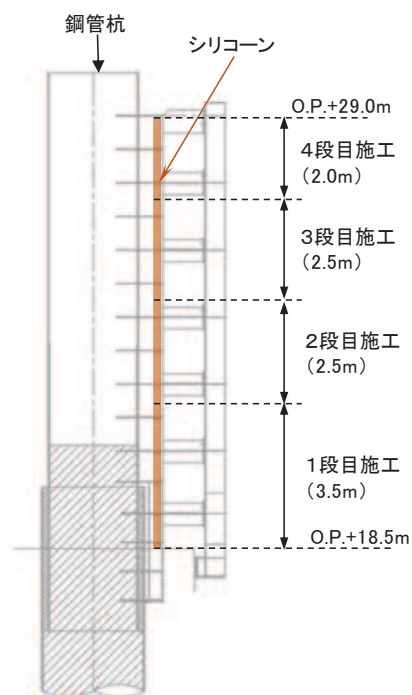 鋼管杭
シリコーン
O.P.+29.0m
4段目施工
(2.0m)
3段目施工
(2.5m)
2段目施工
(2.5m)
1段目施工
(3.5m)
O.P.+18.5m